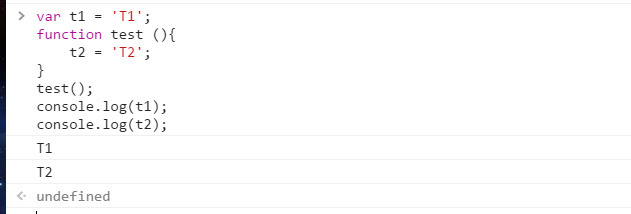 var t1 = 'T1';
function test (){
    t2 = 'T2';
}
test();
console.log(t1);
console.log(t2);
T1
T2
undefined